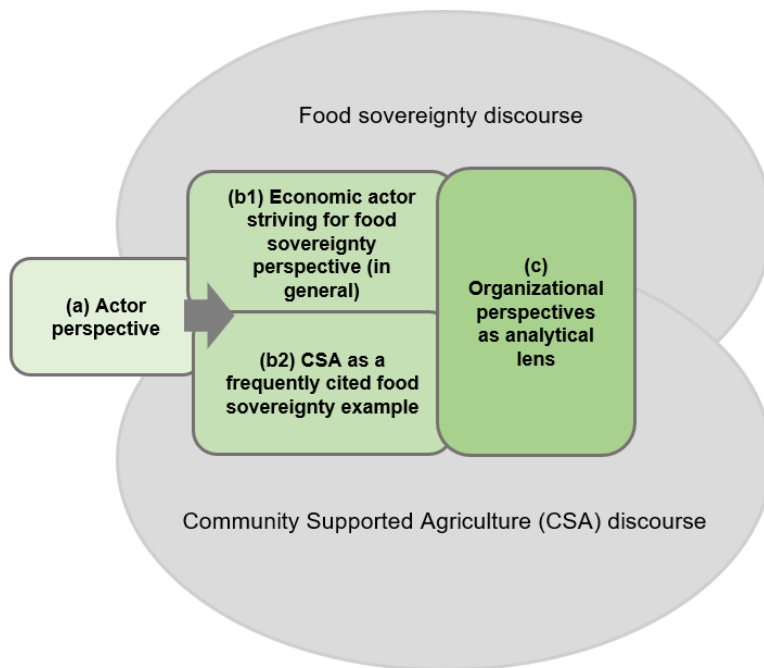 Food sovereignty discourse
(a) Actor
perspective
(b1) Economic actor
striving for food
sovereignty
perspective (in
general)
(b2) CSA as a
frequently cited food
sovereignty example
(c)
Organizational
perspectives
as analytical
lens
Community Supported Agriculture (CSA) discourse